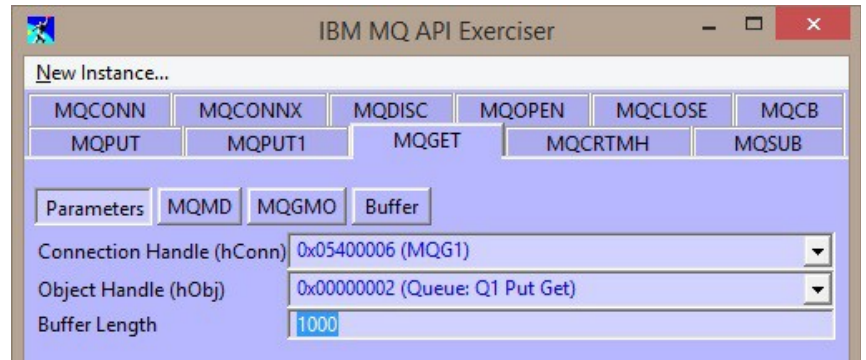 IBM MQ API Exerciser
New Instance...
MQCONN MQCONNX MQDISC MQOPEN MQCLOSE MQCB
MQPUT MQPUT1 MQGET MQCRTMH MQSUB
Parameters MQMD MQGMO Buffer
Connection Handle (hConn) 0x05400006 (MQG1)
Object Handle (hObj) 0x00000002 (Queue: Q1 Put Get)
Buffer Length 1000